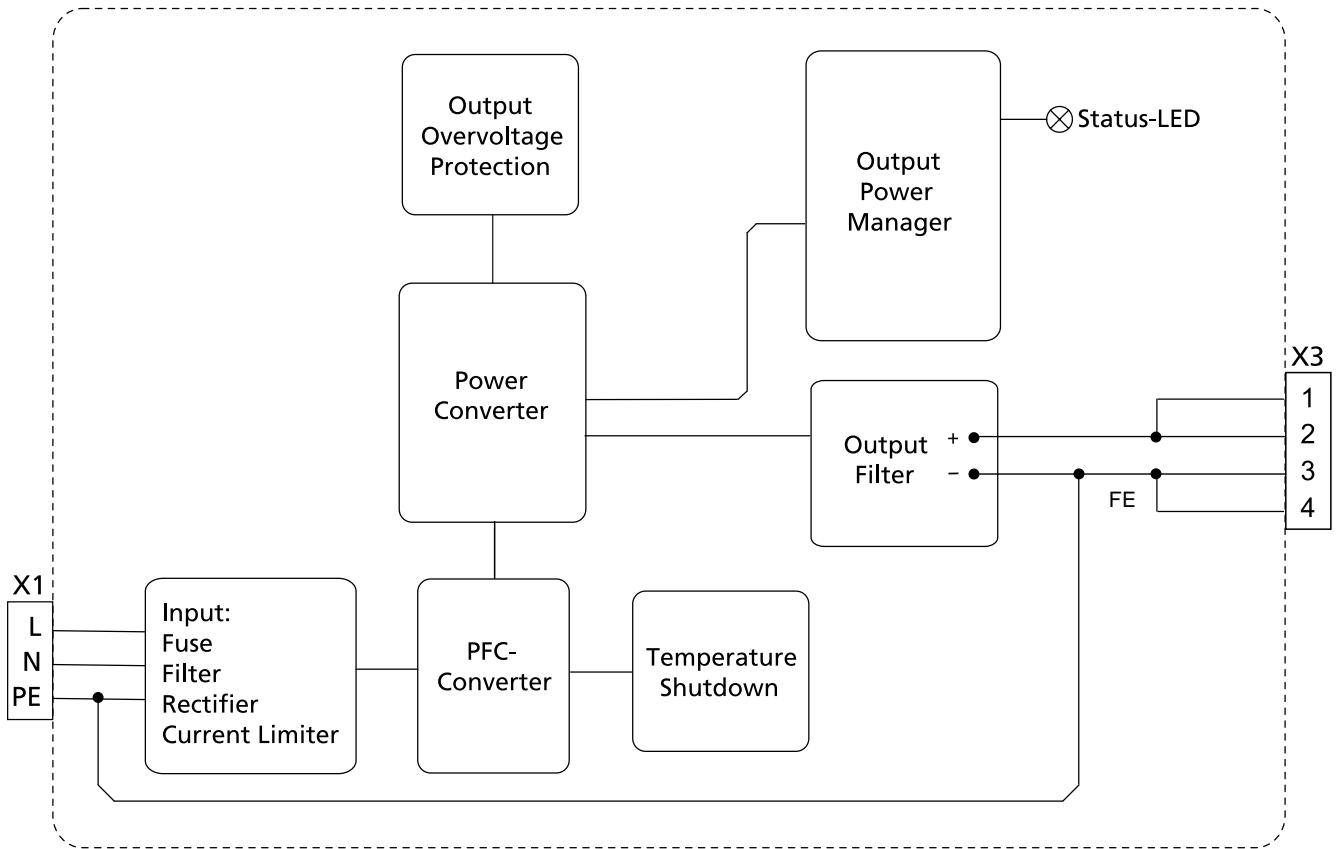 Output
Overvoltage
Protection
Output
Power
Manager
Status-LED
Power
Converter
Output
Filter
+
–
FE
X3
1
2
3
4
X1
L
N
PE
Input:
Fuse
Filter
Rectifier
Current Limiter
PFC-
Converter
Temperature
Shutdown